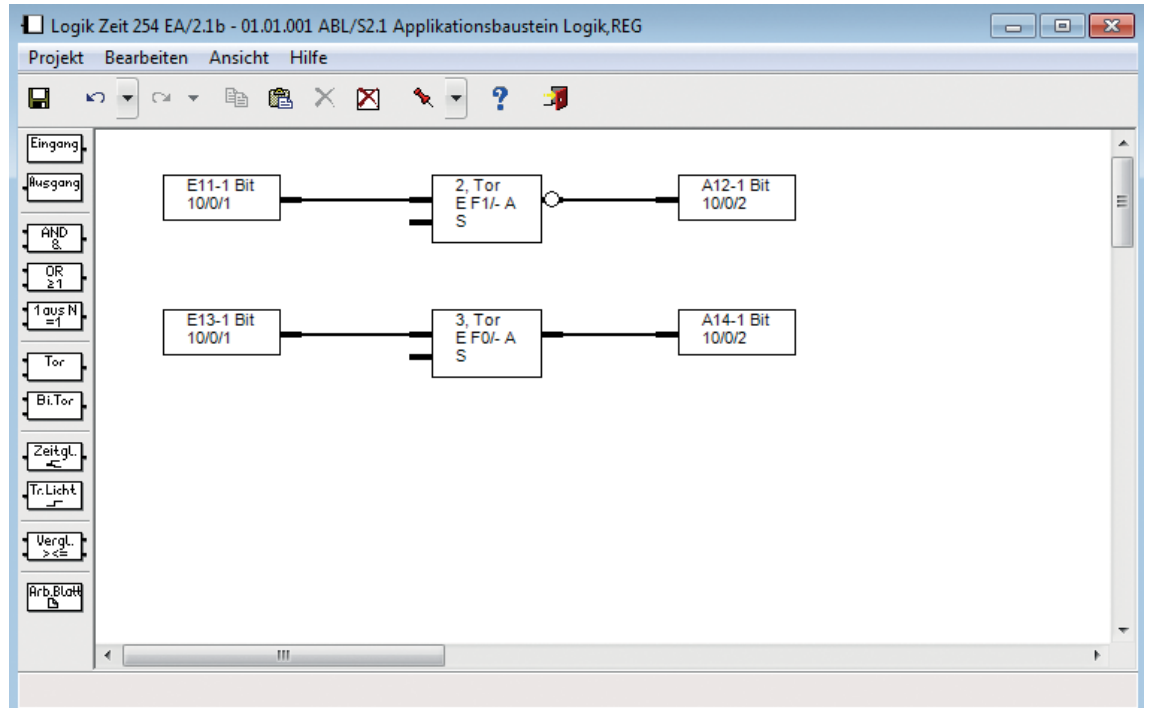 Logik Zeit 254 EA/2.1b - 01.01.001 ABL/S2.1 Applikationsbaustein Logik,REG
Projekt Bearbeiten Ansicht Hilfe
?
Eingang
Ausgang
AND
&
OR
≥1
1 aus N
=1
Tor
Bi.Tor
Zeitgl.
Tr.Licht
Vergl.
><=
Arb.Blatt
E11-1 Bit
10/0/1
2, Tor
E F1/- A
S
A12-1 Bit
10/0/2
E13-1 Bit
10/0/1
3, Tor
E F0/- A
S
A14-1 Bit
10/0/2